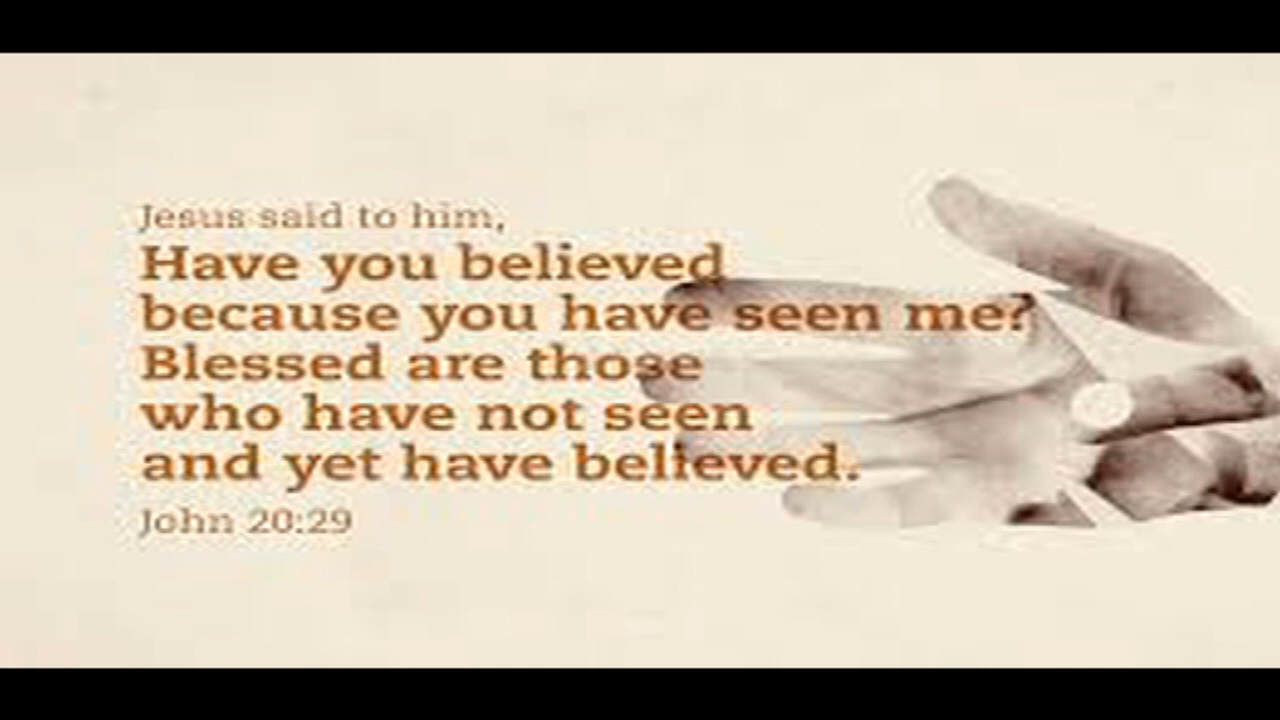 Jesus said to him,
Have you believed
because you have seen me?
Blessed are those
who have not seen
and yet have believed.
John 20:29